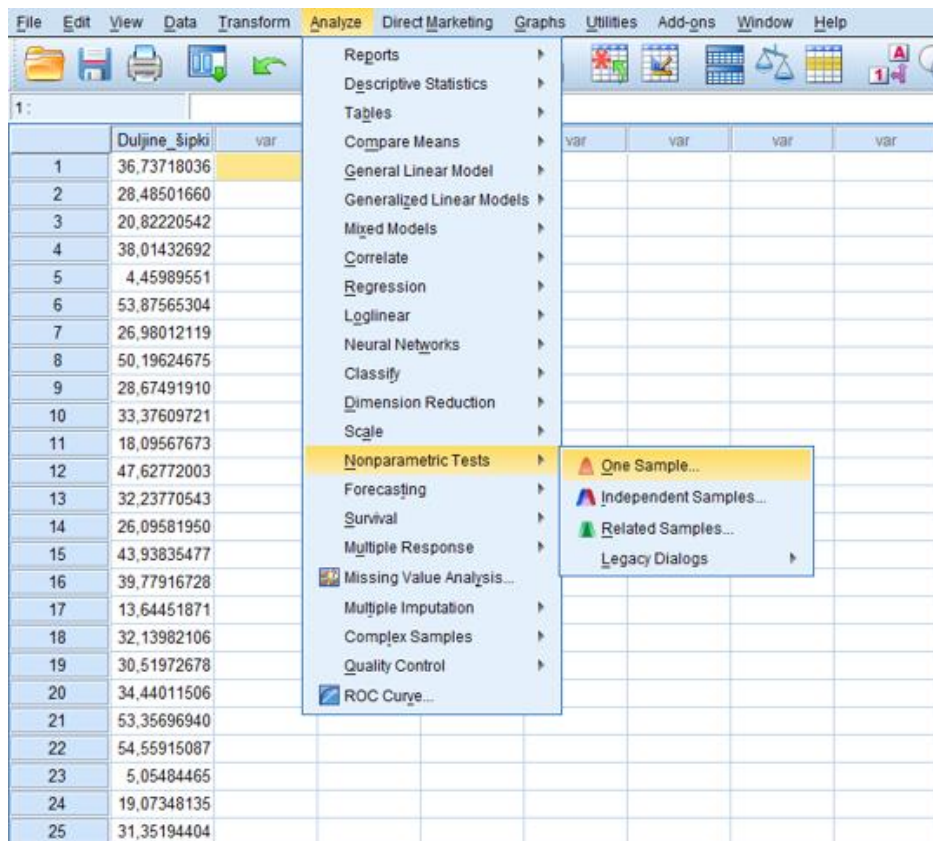 File Edit View Data Transform Analyze Direct Marketing Graphs Utilities Add-ons Window Help
1 :
Duljine_šipki var var var var var
1 36,73718036
2 28,48501660
3 20,82220542
4 38,01432692
5 4,45989551
6 53,87565304
7 26,98012119
8 50,19624675
9 28,67491910
10 33,37609721
11 18,09567673
12 47,62772003
13 32,23770543
14 26,09581950
15 43,93835477
16 39,77916728
17 13,64451871
18 32,13982106
19 30,51972678
20 34,44011506
21 53,35696940
22 54,55915087
23 5,05484465
24 19,07348135
25 31,35194404
Reports
Descriptive Statistics
Tables
Compare Means
General Linear Model
Generalized Linear Models
Mixed Models
Correlate
Regression
Loglinear
Neural Networks
Classify
Dimension Reduction
Scale
Nonparametric Tests
Forecasting
Survival
Multiple Response
Missing Value Analysis...
Multiple Imputation
Complex Samples
Quality Control
ROC Curve...
One Sample...
Independent Samples...
Related Samples...
Legacy Dialogs
A
1